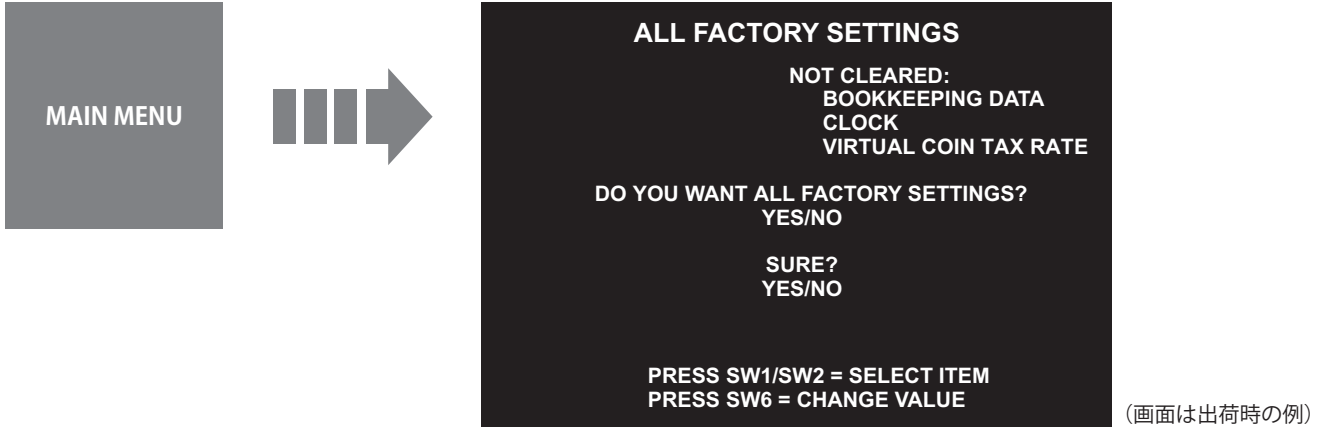 MAIN MENU
ALL FACTORY SETTINGS
NOT CLEARED:
BOOKKEEPING DATA
CLOCK
VIRTUAL COIN TAX RATE
DO YOU WANT ALL FACTORY SETTINGS?
YES/NO
SURE?
YES/NO
PRESS SW1/SW2 = SELECT ITEM
PRESS SW6 = CHANGE VALUE
（画面は出荷時の例）